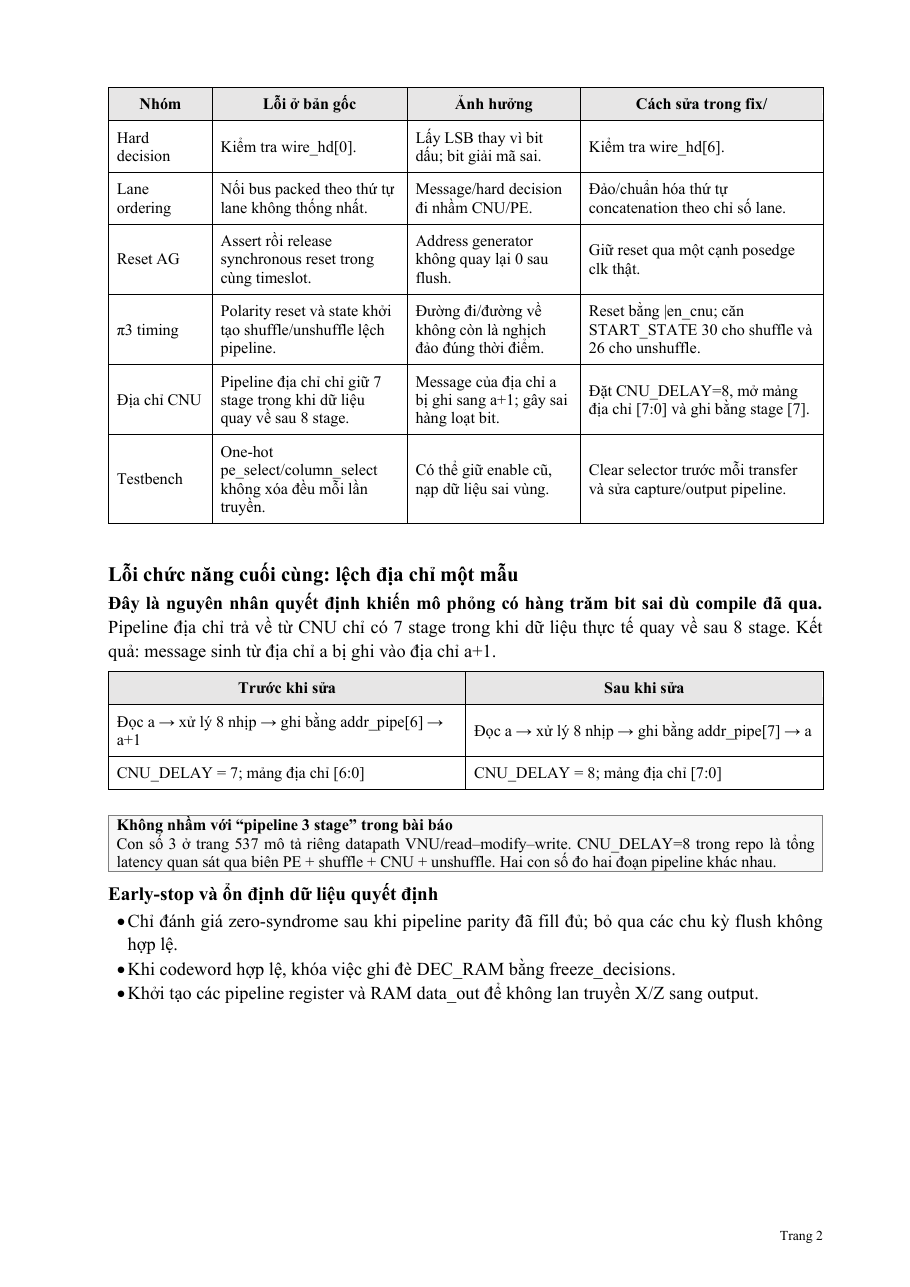 Nhóm
Lỗi ở bản gốc
Ảnh hưởng
Cách sửa trong fix/
Hard
decision
Kiểm tra wire_hd[0].
Lấy LSB thay vì bit
dấu; bit giải mã sai.
Kiểm tra wire_hd[6].
Lane
ordering
Nối bus packed theo thứ tự
lane không thống nhất.
Message/hard decision
đi nhầm CNU/PE.
Đảo/chuẩn hóa thứ tự
concatenation theo chỉ số lane.
Reset AG
Assert rồi release
synchronous reset trong
cùng timeslot.
Address generator
không quay lại 0 sau
flush.
Giữ reset qua một cạnh posedge
clk thật.
π3 timing
Polarity reset và state khởi
tạo shuffle/unshuffle lệch
pipeline.
Đường đi/đường về
không còn là nghịch
đảo đúng thời điểm.
Reset bằng |en_cnu; căn
START_STATE 30 cho shuffle và
26 cho unshuffle.
Địa chỉ CNU
Pipeline địa chỉ chỉ giữ 7
stage trong khi dữ liệu
quay về sau 8 stage.
Message của địa chỉ a
bị ghi sang a+1; gây sai
hàng loạt bit.
Đặt CNU_DELAY=8, mở mảng
địa chỉ [7:0] và ghi bằng stage [7].
Testbench
One-hot
pe_select/column_select
không xóa đều mỗi lần
truyền.
Có thể giữ enable cũ,
nạp dữ liệu sai vùng.
Clear selector trước mỗi transfer
và sửa capture/output pipeline.
Lỗi chức năng cuối cùng: lệch địa chỉ một mẫu
Đây là nguyên nhân quyết định khiến mô phỏng có hàng trăm bit sai dù compile đã qua.
Pipeline địa chỉ trả về từ CNU chỉ có 7 stage trong khi dữ liệu thực tế quay về sau 8 stage. Kết
quả: message sinh từ địa chỉ a bị ghi vào địa chỉ a+1.
Trước khi sửa
Sau khi sửa
Đọc a → xử lý 8 nhịp → ghi bằng addr_pipe[6] →
a+1
Đọc a → xử lý 8 nhịp → ghi bằng addr_pipe[7] → a
CNU_DELAY = 7; mảng địa chỉ [6:0]
CNU_DELAY = 8; mảng địa chỉ [7:0]
Không nhầm với “pipeline 3 stage” trong bài báo
Con số 3 ở trang 537 mô tả riêng datapath VNU/read–modify–write. CNU_DELAY=8 trong repo là tổng
latency quan sát qua biên PE + shuffle + CNU + unshuffle. Hai con số đo hai đoạn pipeline khác nhau.
Early-stop và ổn định dữ liệu quyết định
•Chỉ đánh giá zero-syndrome sau khi pipeline parity đã fill đủ; bỏ qua các chu kỳ flush không
hợp lệ.
•Khi codeword hợp lệ, khóa việc ghi đè DEC_RAM bằng freeze_decisions.
•Khởi tạo các pipeline register và RAM data_out để không lan truyền X/Z sang output.
Trang 2